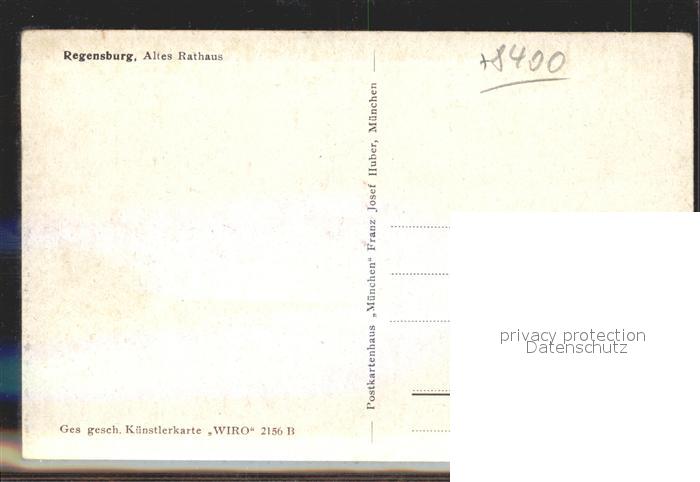 Regensburg, Altes Rathaus
+8400
Postkartenhaus „München“ Franz Josef Huber, München
privacy protection
Datenschutz
Ges gesch. Künstlerkarte „WIRO“ 2156 B